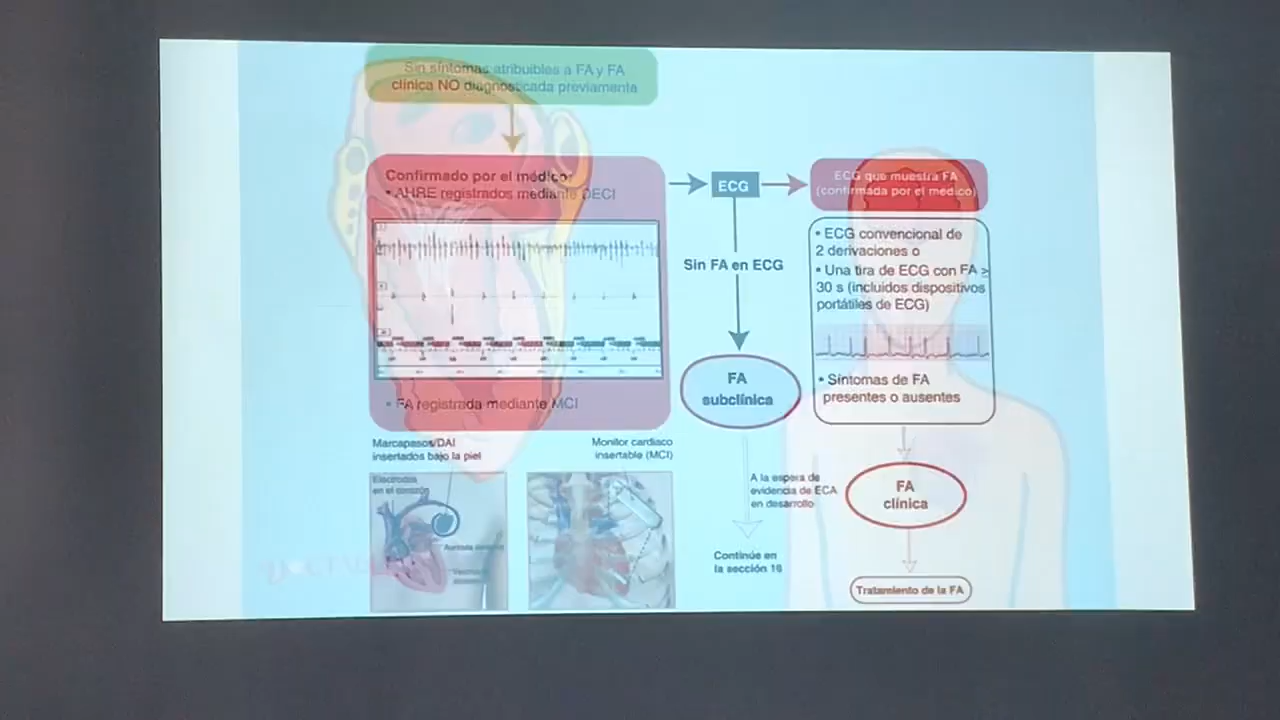 Sin síntomas atribuibles a FA y FA
clínica NO diagnosticada previamente
Confirmado por el médico:
• AHRE registrados mediante DECI
• FA registrada mediante MCI
Marcapasos/DAI
insertados bajo la piel
Electrodos
en el corazón
Monitor cardiaco
insertable (MCI)
ECG
Sin FA en ECG
FA
subclínica
A la espera de
evidencia de ECA
en desarrollo
Continúe en
la sección 16
ECG que muestra FA
(confirmada por el médico)
• ECG convencional de
2 derivaciones o
• Una tira de ECG con FA ≥
30 s (incluidos dispositivos
portátiles de ECG)
• Síntomas de FA
presentes o ausentes
FA
clínica
Tratamiento de la FA